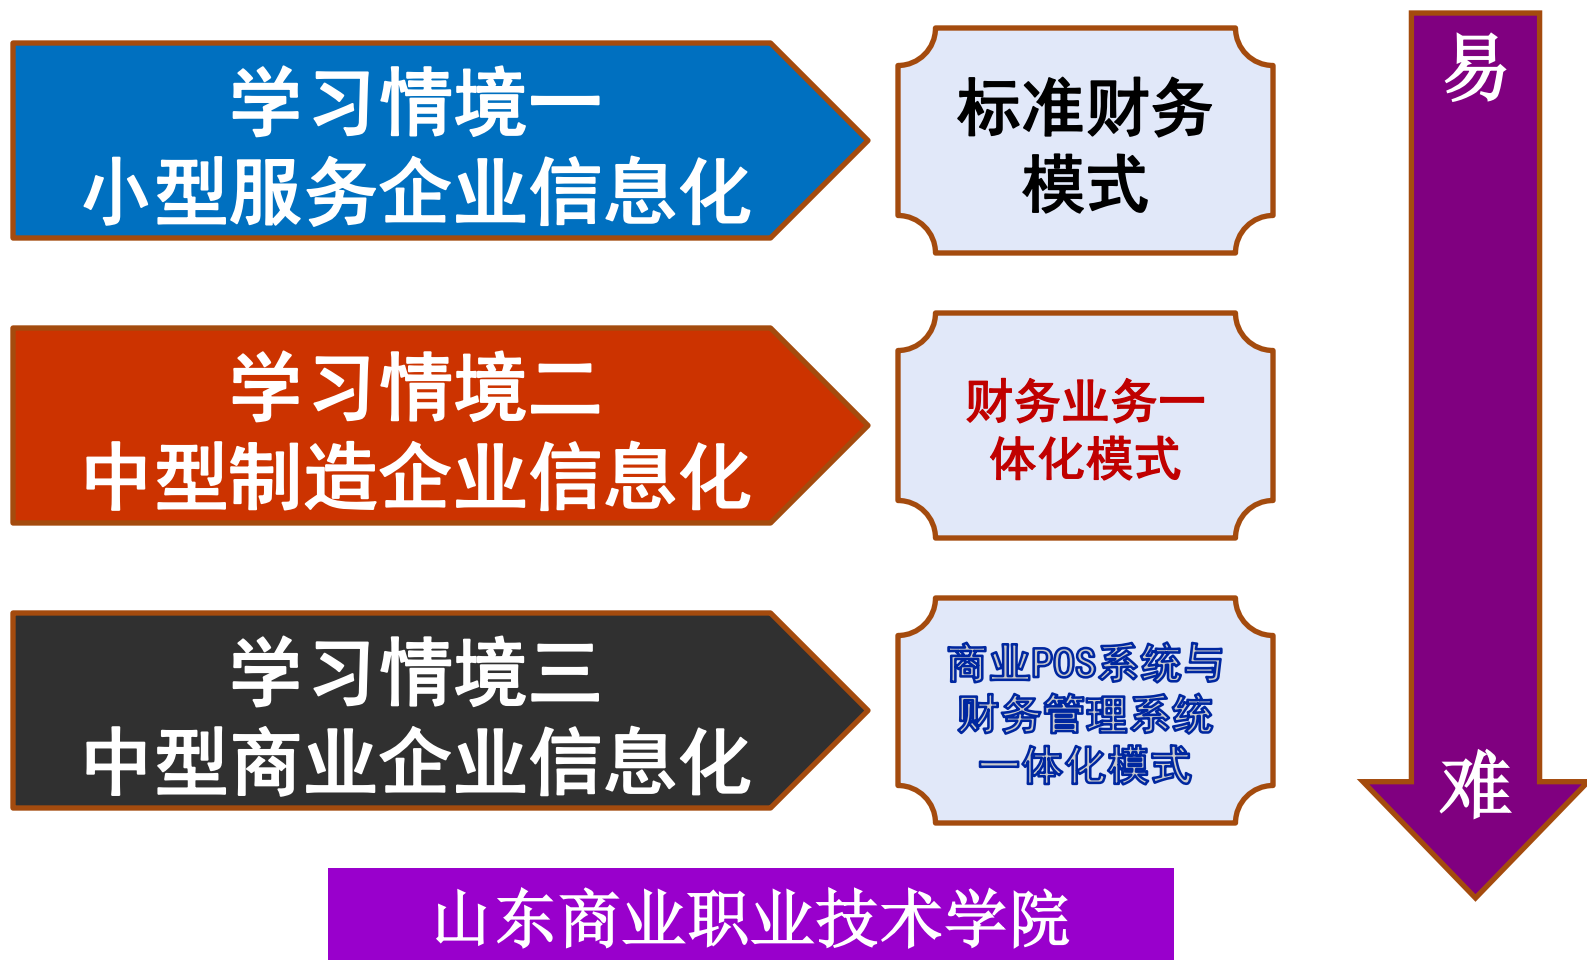 学习情境一
小型服务企业信息化
标准财务
模式
易
学习情境二
中型制造企业信息化
财务业务一
体化模式
学习情境三
中型商业企业信息化
商业POS系统与
财务管理系统
一体化模式
难
山东商业职业技术学院